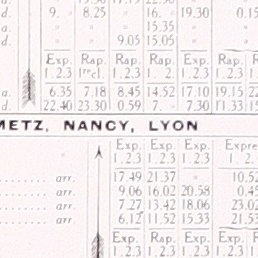 9. 8.25 16. 19.30 0.15
a. 15.35
d. 9.05 15.05
Exp. Rap. Exp. Rap. Exp. Rap.
1.2.3 1re cl. 1.2.3 1. 2. 1.2.3 1.2.3
a. 6.35 7.18 8.45 14.52 17.10 19.15
d. 22.40 23.30 0.59 7. 7.30 11.33
METZ, NANCY, LYON
Exp. Exp. Exp. Exp.
1.2.3 1.2.3 1.2.3 1. 2.
arr. 17.49 21.37 10.52
arr. 9.06 16.02 20.58 0.45
arr. 7.27 13.42 18.06 23.02
arr. 6.12 11.52 15.33 21.53
Exp. Rap. Exp. Exp.
1.2.3 1.2.3 1.2.3 1.2.3